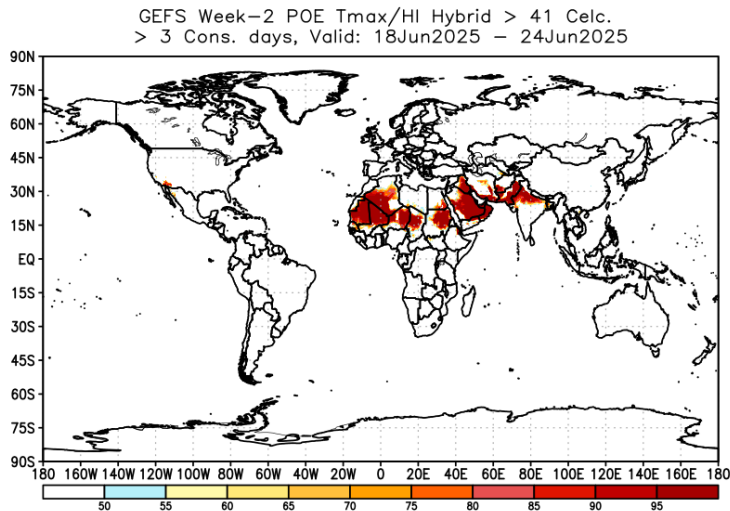 GEFS Week-2 POE Tmax/HI Hybrid > 41 Celc.
> 3 Cons. days, Valid: 18Jun2025 - 24Jun2025
90N
75N
60N
45N
30N
15N
EQ
15S
30S
45S
60S
75S
90S
180 160W 140W 120W 100W 80W 60W 40W 20W 0 20E 40E 60E 80E 100E 120E 140E 160E 180
50 55 60 65 70 75 80 85 90 95